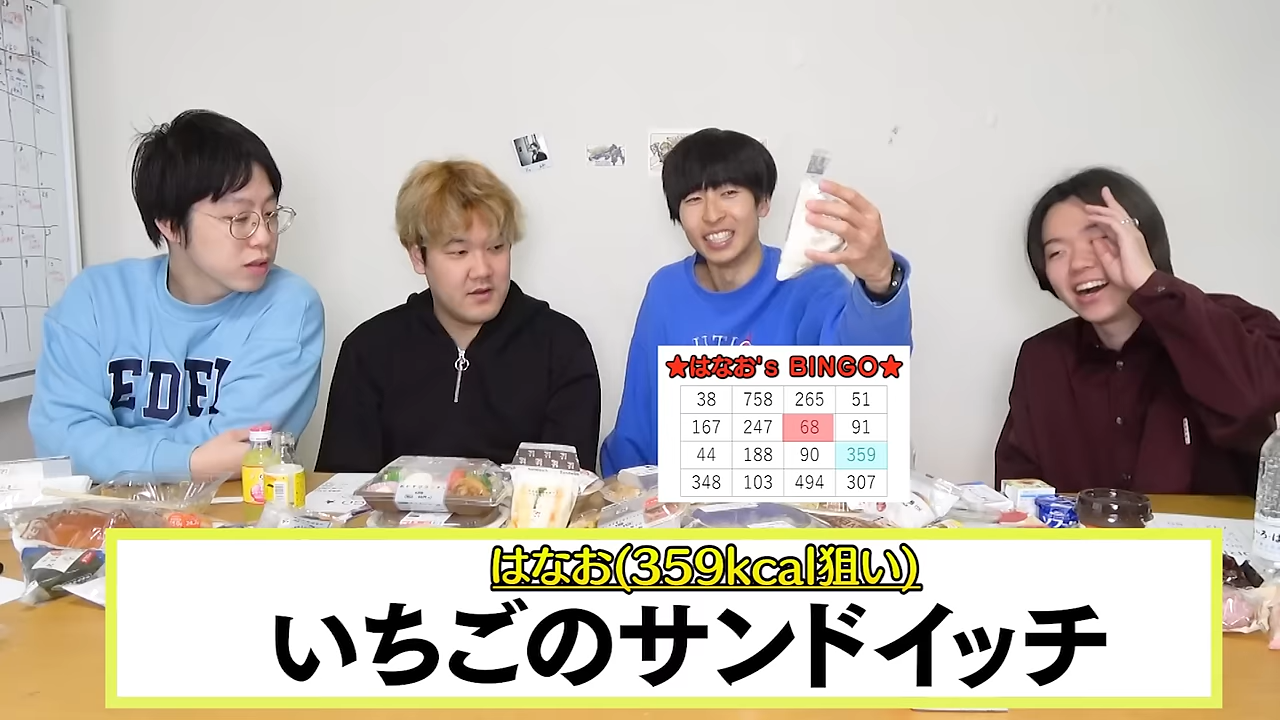 EDFI
★はなお's BINGO★
38 758 265 51
167 247 68 91
44 188 90 359
348 103 494 307
はなお(359kcal狙い)
いちごのサンドイッチ